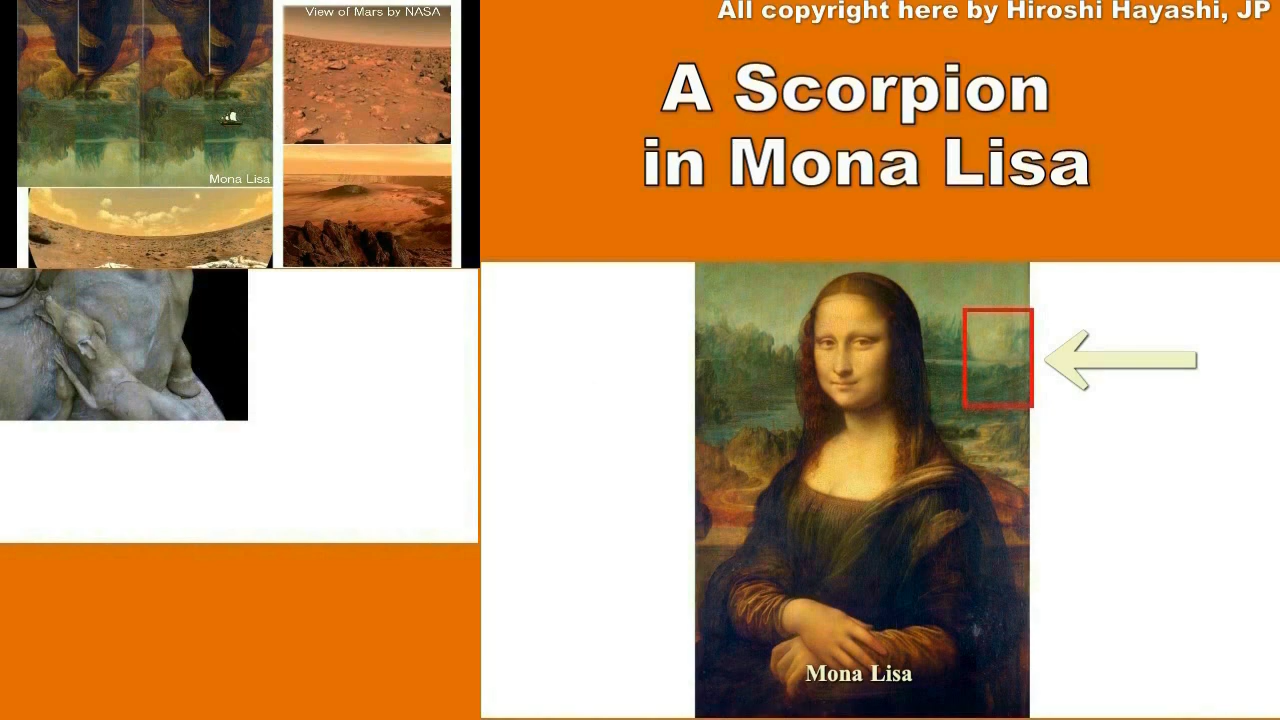 View of Mars by NASA
Mona Lisa
All copyright here by Hiroshi Hayashi, JP
A Scorpion
in Mona Lisa
Mona Lisa